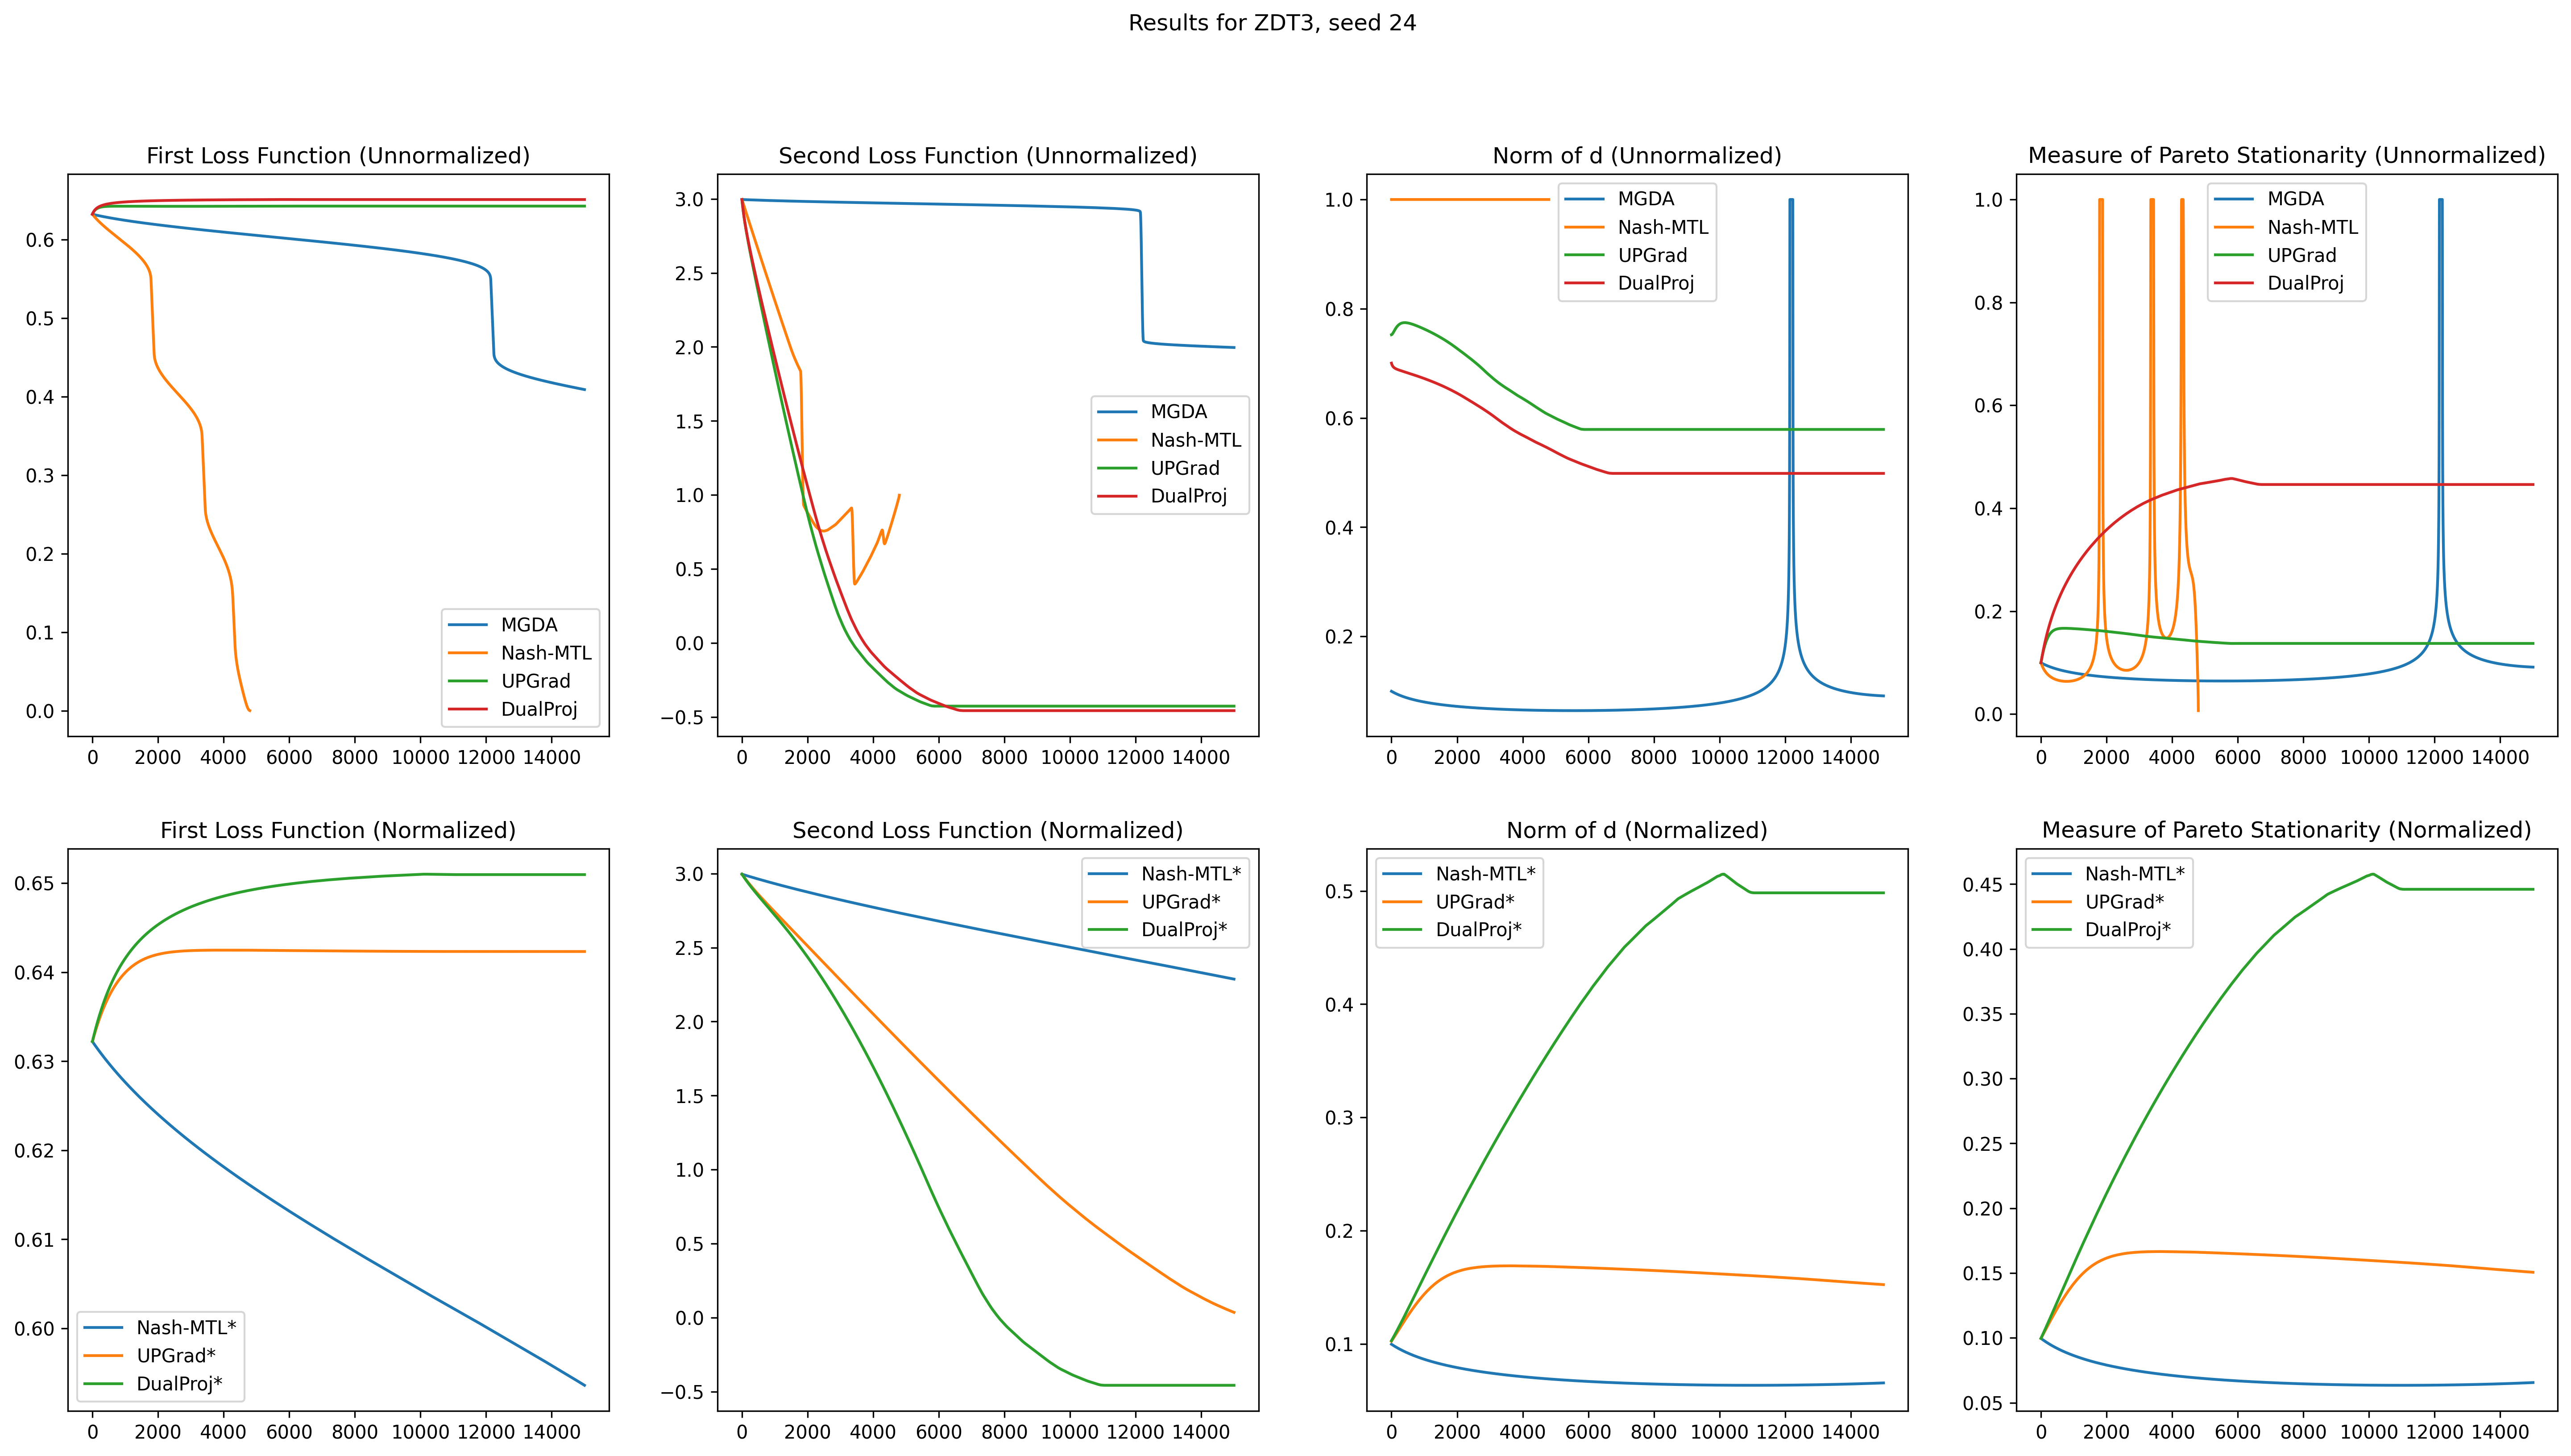 Results for ZDT3, seed 24
First Loss Function (Unnormalized)
0.6
0.5
0.4
0.3
0.2
0.1
0.0
0 2000 4000 6000 8000 10000 12000 14000
MGDA
Nash-MTL
UPGrad
DualProj
Second Loss Function (Unnormalized)
3.0
2.5
2.0
1.5
1.0
0.5
0.0
−0.5
0 2000 4000 6000 8000 10000 12000 14000
MGDA
Nash-MTL
UPGrad
DualProj
Norm of d (Unnormalized)
1.0
0.8
0.6
0.4
0.2
0 2000 4000 6000 8000 10000 12000 14000
MGDA
Nash-MTL
UPGrad
DualProj
Measure of Pareto Stationarity (Unnormalized)
1.0
0.8
0.6
0.4
0.2
0.0
0 2000 4000 6000 8000 10000 12000 14000
MGDA
Nash-MTL
UPGrad
DualProj
First Loss Function (Normalized)
0.65
0.64
0.63
0.62
0.61
0.60
0 2000 4000 6000 8000 10000 12000 14000
Nash-MTL*
UPGrad*
DualProj*
Second Loss Function (Normalized)
3.0
2.5
2.0
1.5
1.0
0.5
0.0
−0.5
0 2000 4000 6000 8000 10000 12000 14000
Nash-MTL*
UPGrad*
DualProj*
Norm of d (Normalized)
0.5
0.4
0.3
0.2
0.1
0 2000 4000 6000 8000 10000 12000 14000
Nash-MTL*
UPGrad*
DualProj*
Measure of Pareto Stationarity (Normalized)
0.45
0.40
0.35
0.30
0.25
0.20
0.15
0.10
0.05
0 2000 4000 6000 8000 10000 12000 14000
Nash-MTL*
UPGrad*
DualProj*